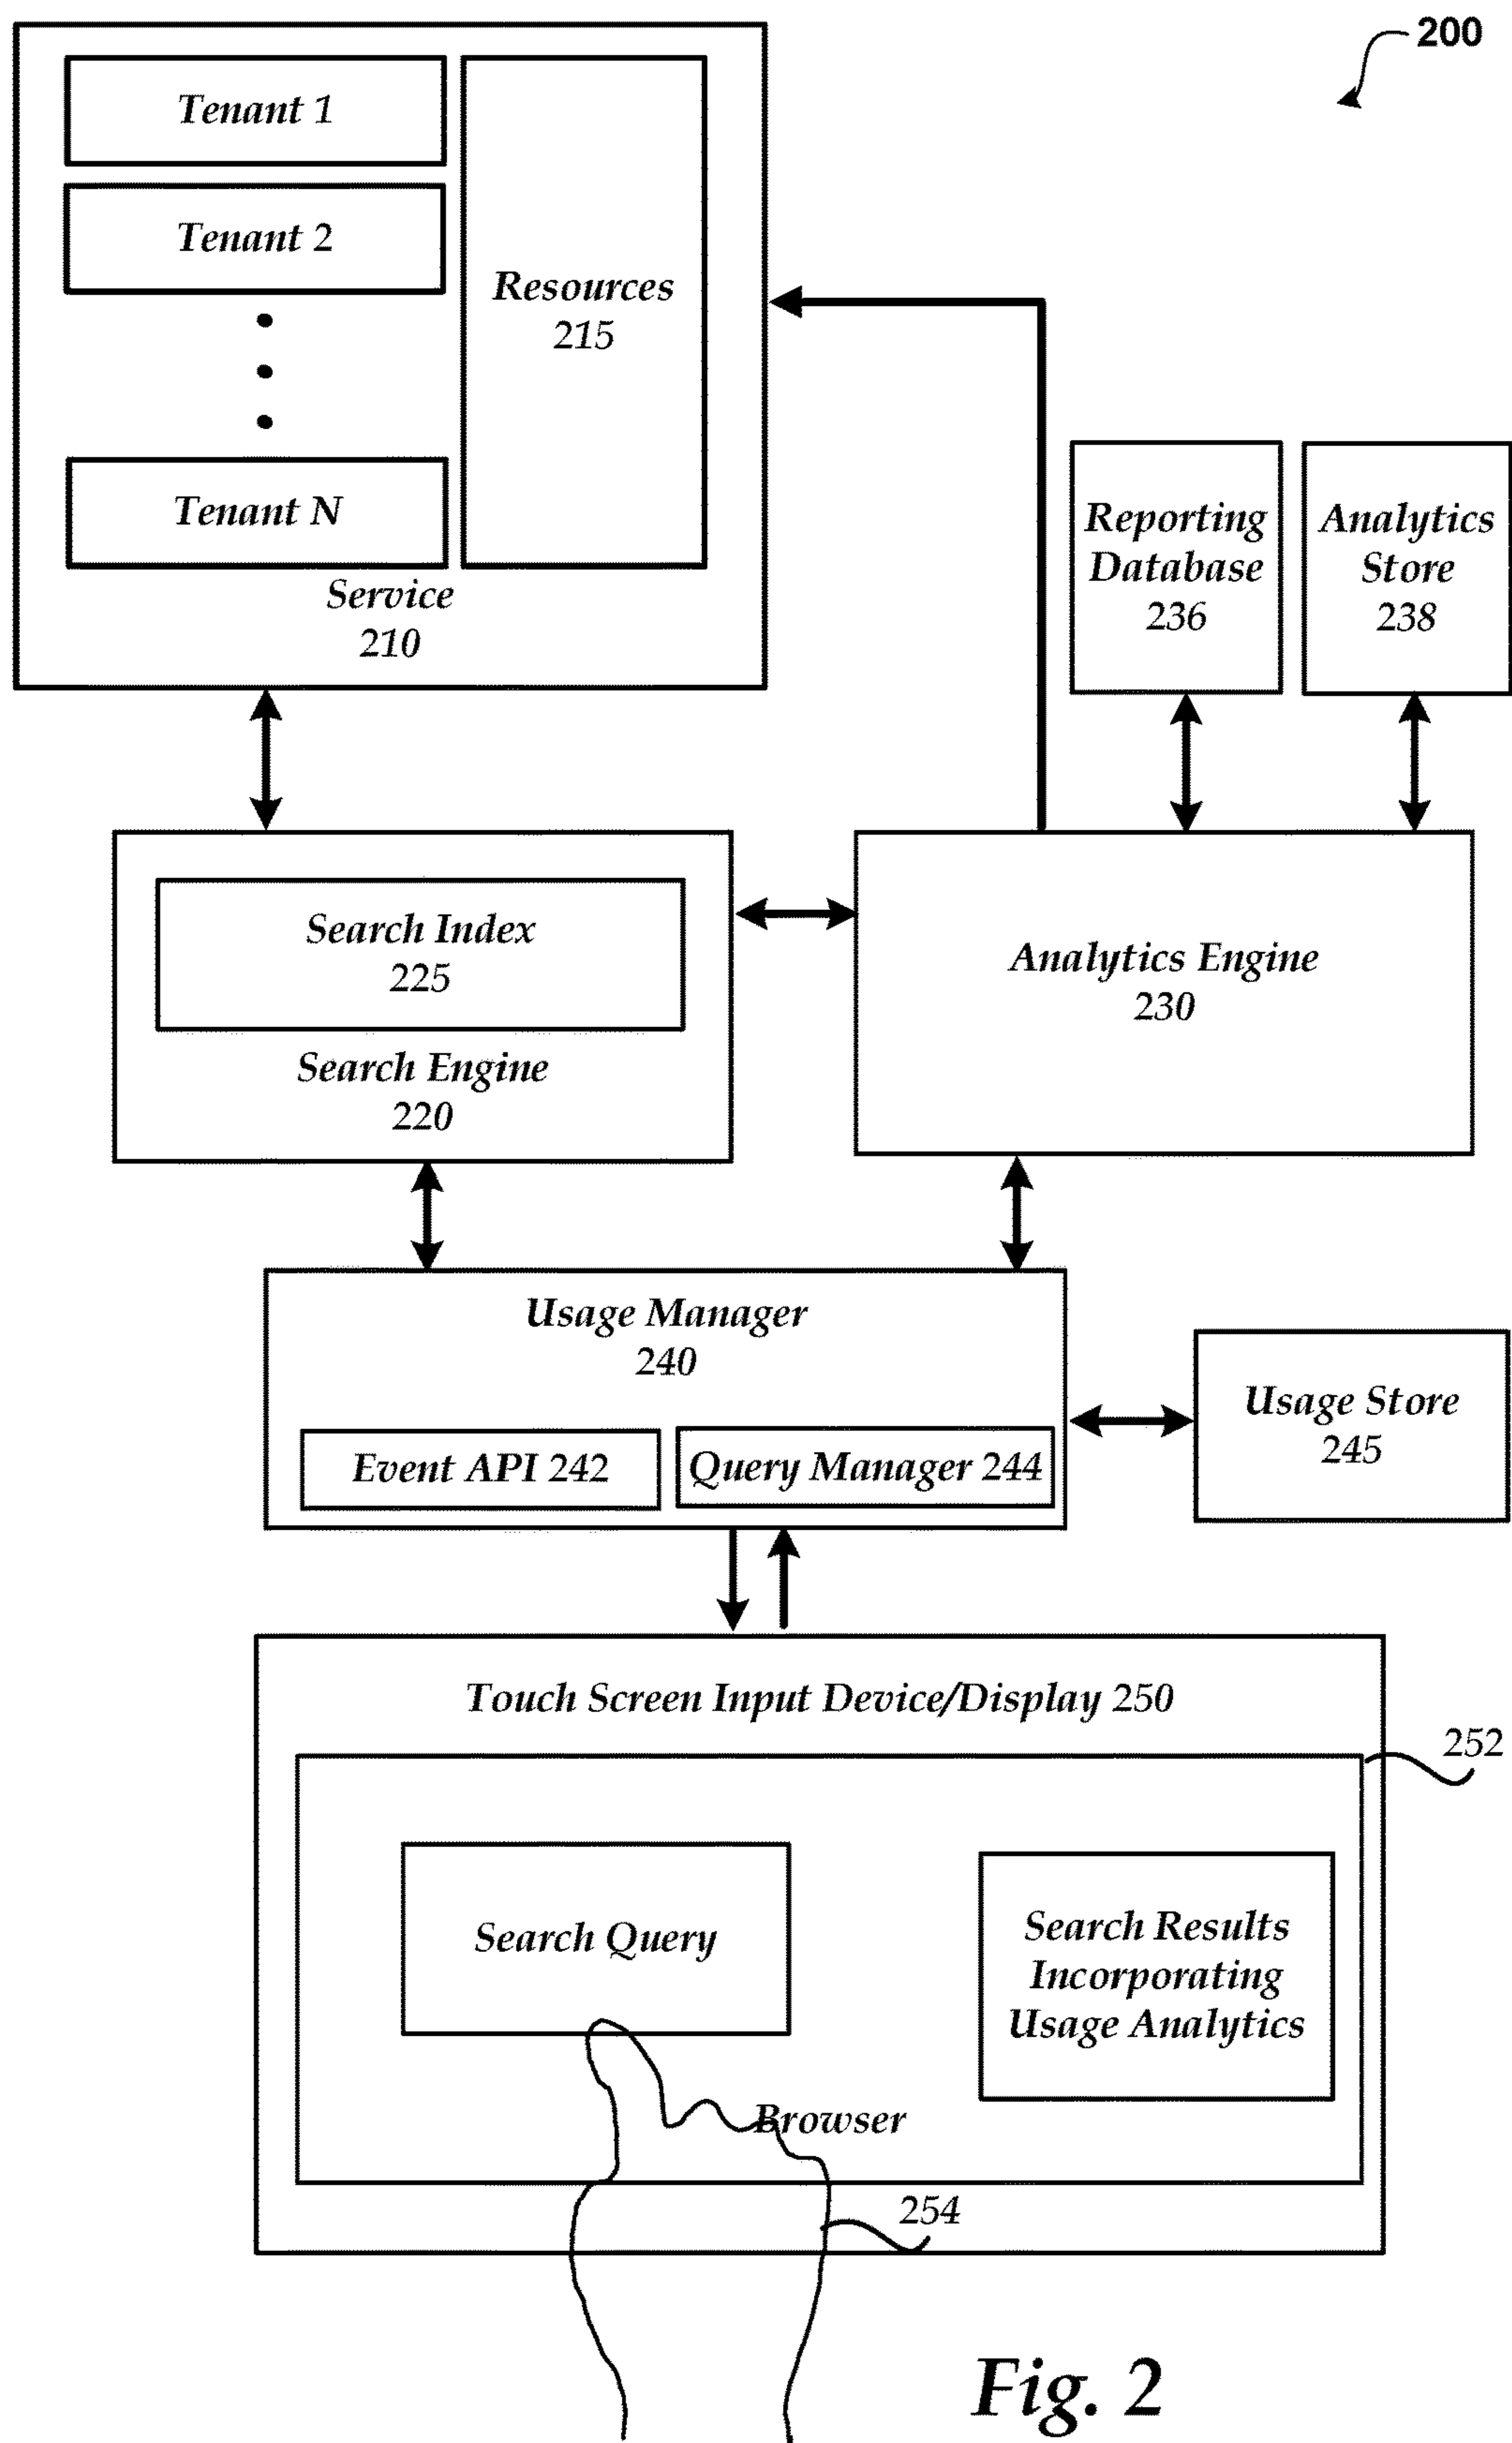 200
Tenant 1
Tenant 2
Tenant N
Resources
215
Service
210
Reporting
Database
236
Analytics
Store
238
Search Index
225
Search Engine
220
Analytics Engine
230
Usage Manager
240
Event API 242
Query Manager 244
Usage Store
245
Touch Screen Input Device/Display 250
252
Search Query
Search Results
Incorporating
Usage Analytics
Browser
254
Fig. 2